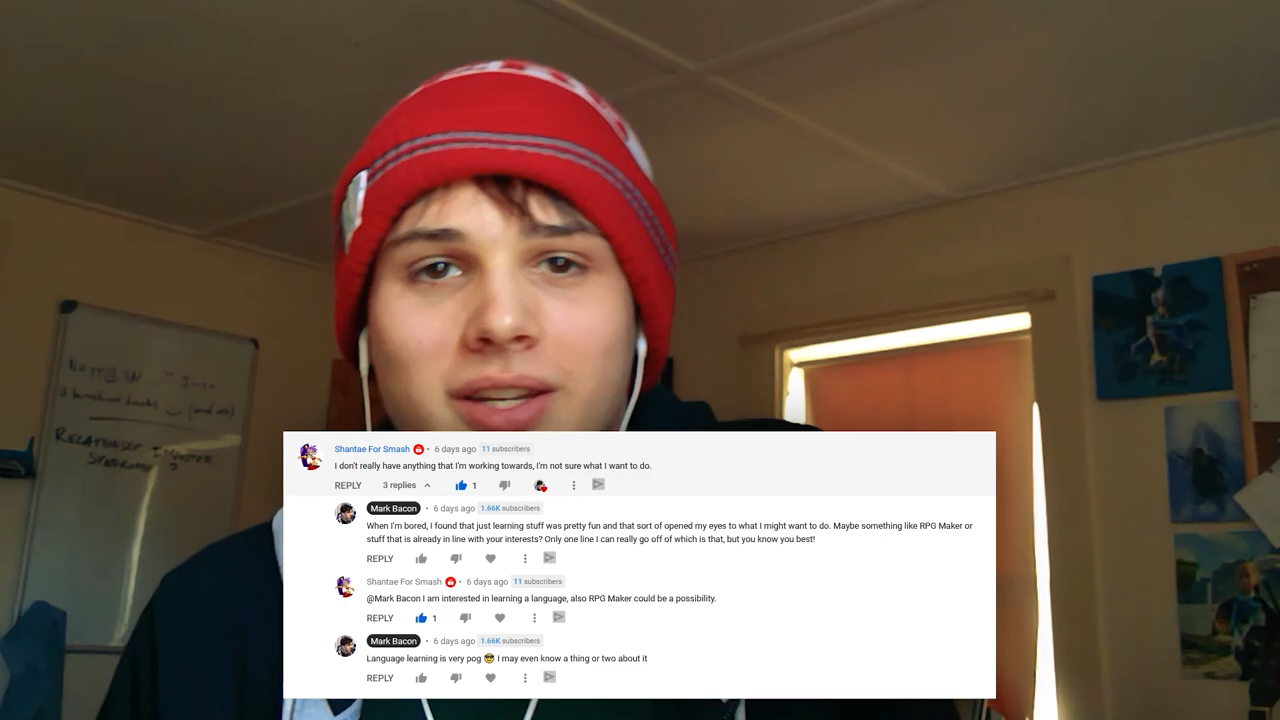 RELATIONSHIP
SYNDROME ?
Shantae For Smash • 6 days ago 11 subscribers
I don't really have anything that I'm working towards, I'm not sure what I want to do.
REPLY 3 replies 1
Mark Bacon • 6 days ago 1.66K subscribers
When I'm bored, I found that just learning stuff was pretty fun and that sort of opened my eyes to what I might want to do. Maybe something like RPG Maker or
stuff that is already in line with your interests? Only one line I can really go off of which is that, but you know you best!
REPLY
Shantae For Smash • 6 days ago 11 subscribers
@Mark Bacon I am interested in learning a language, also RPG Maker could be a possibility.
REPLY 1
Mark Bacon • 6 days ago 1.66K subscribers
Language learning is very pog 😎 I may even know a thing or two about it
REPLY